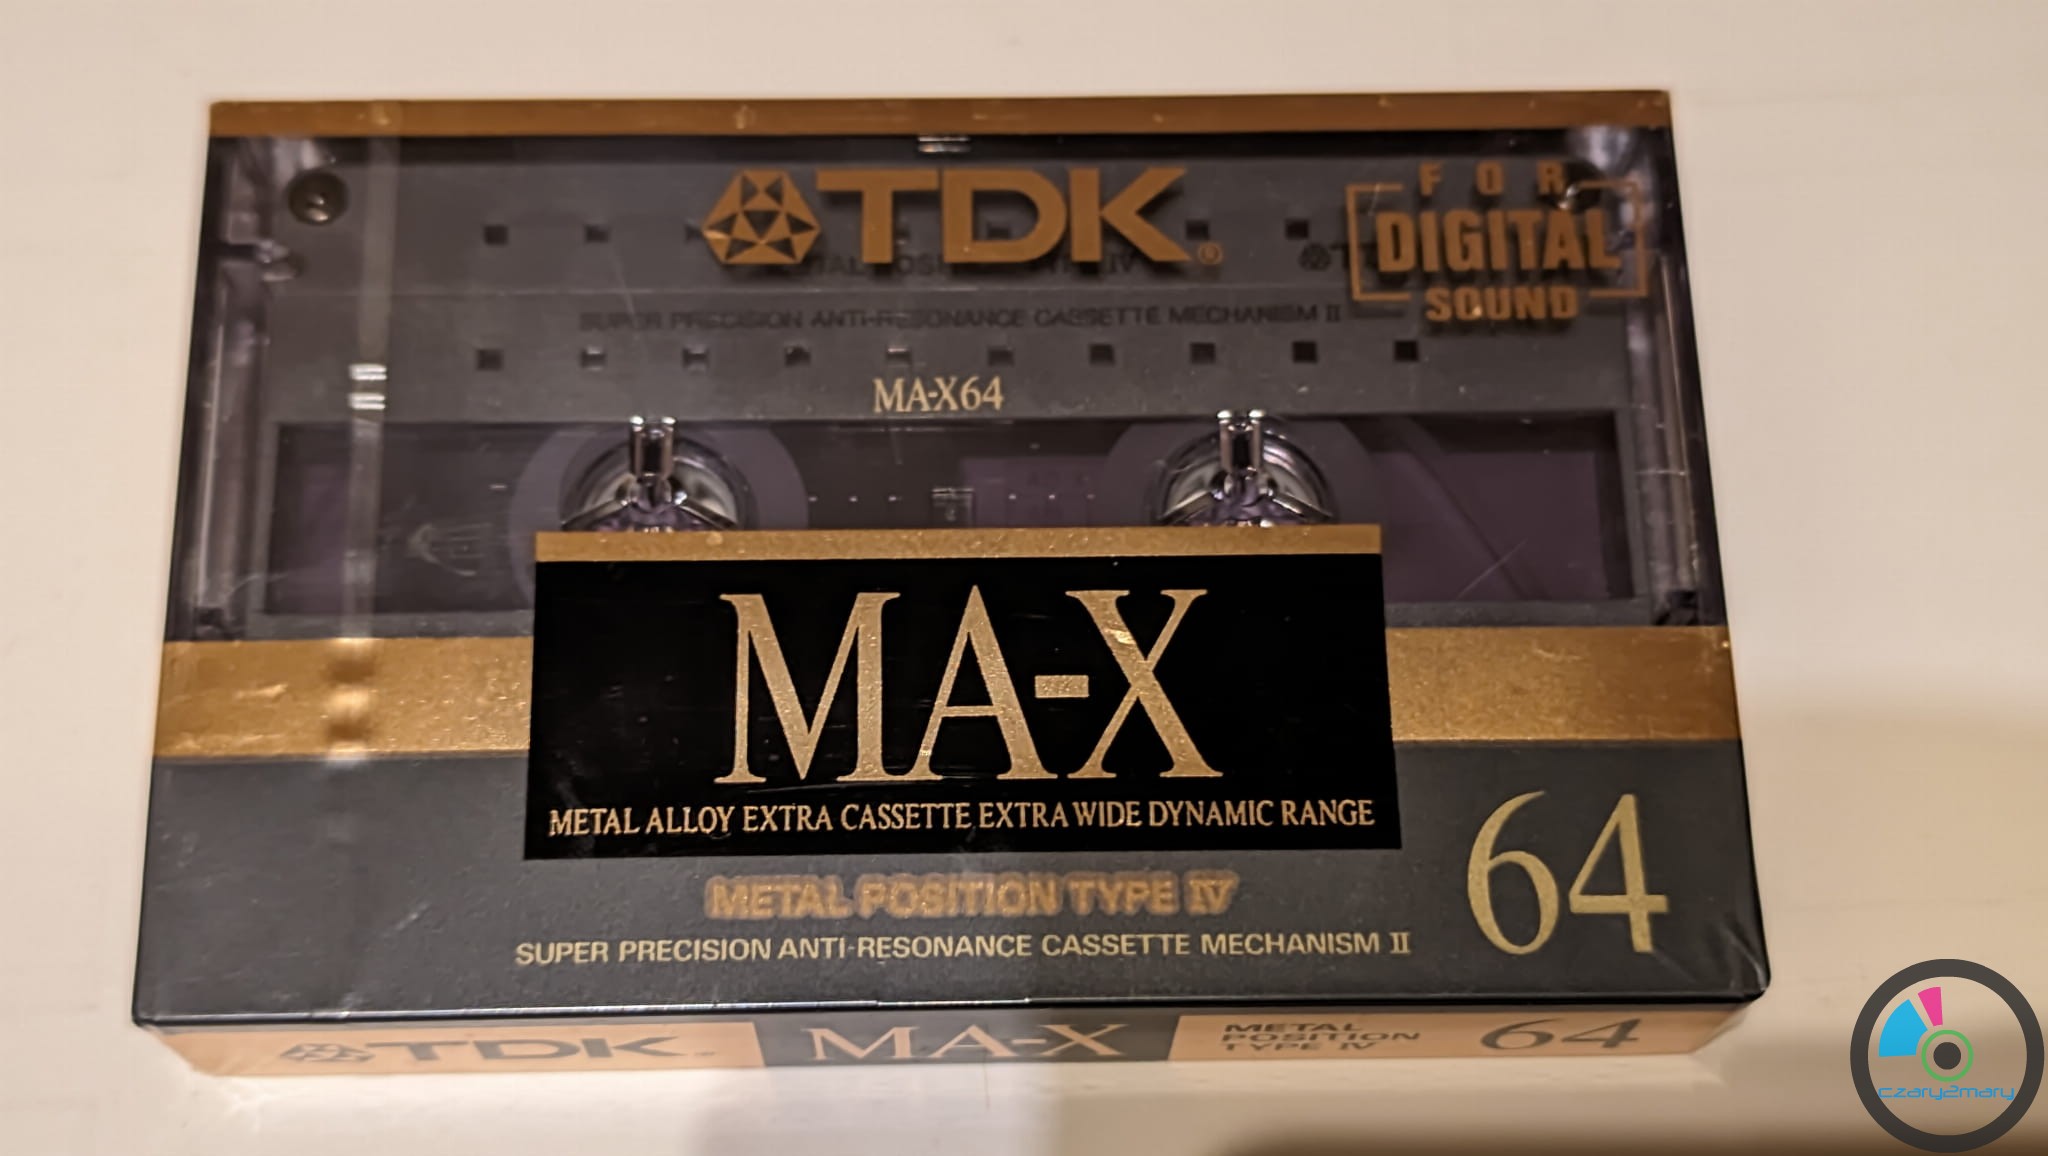 TDK®
FOR
DIGITAL
SOUND
SUPER PRECISION ANTI-RESONANCE CASSETTE MECHANISM II
MA-X64
MA-X
METAL ALLOY EXTRA CASSETTE EXTRA WIDE DYNAMIC RANGE
METAL POSITION TYPE IV
SUPER PRECISION ANTI-RESONANCE CASSETTE MECHANISM II
64
TDK
MA-X
METAL
POSITION
TYPE IV
64
czary2mary